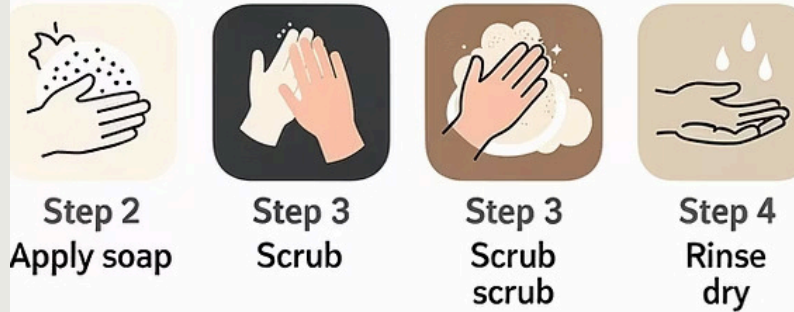 Step 2
Apply soap
Step 3
Scrub
Step 3
Scrub
scrub
Step 4
Rinse
dry